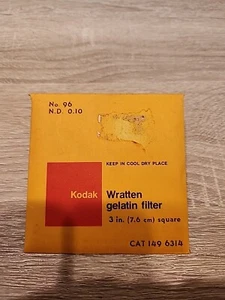 No. 96
N.D. 0.10
KEEP IN COOL DRY PLACE
Kodak
Wratten
gelatin filter
3 in. (7.6 cm) square
CAT 149 6314